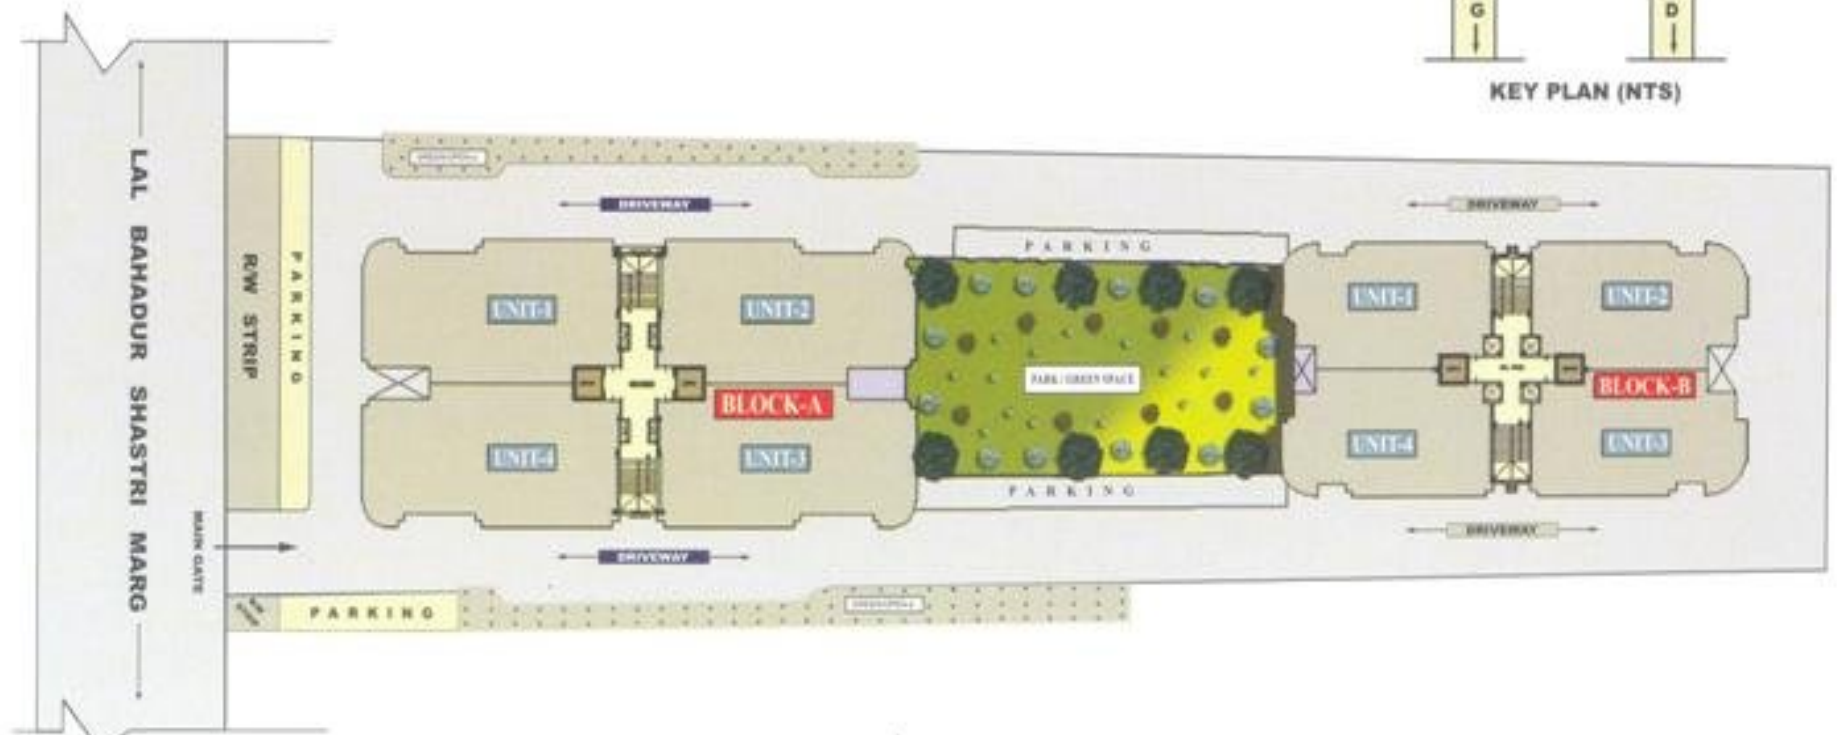 G
D
KEY PLAN (NTS)
LAL BAHADUR SHASTRI MARG
R/W STRIP
PARKING
DRIVEWAY
DRIVEWAY
PARKING
UNIT-1
UNIT-2
UNIT-1
UNIT-2
PARK / GREEN SPACE
BLOCK-A
BLOCK-B
UNIT-4
UNIT-3
UNIT-4
UNIT-3
PARKING
MAIN GATE
DRIVEWAY
DRIVEWAY
PARKING